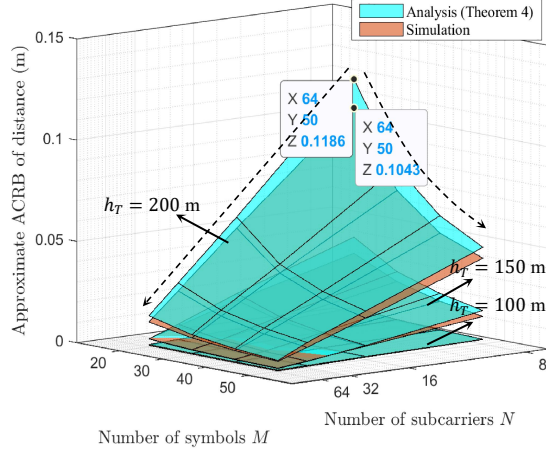 Analysis (Theorem 4)
Simulation
Approximate ACRB of distance (m)
0.15
0.1
0.05
0
X 64
Y 50
Z 0.1186
X 64
Y 50
Z 0.1043
h_T = 200 m
h_T = 150 m
h_T = 100 m
20
30
40
50
64
32
16
8
Number of symbols M
Number of subcarriers N